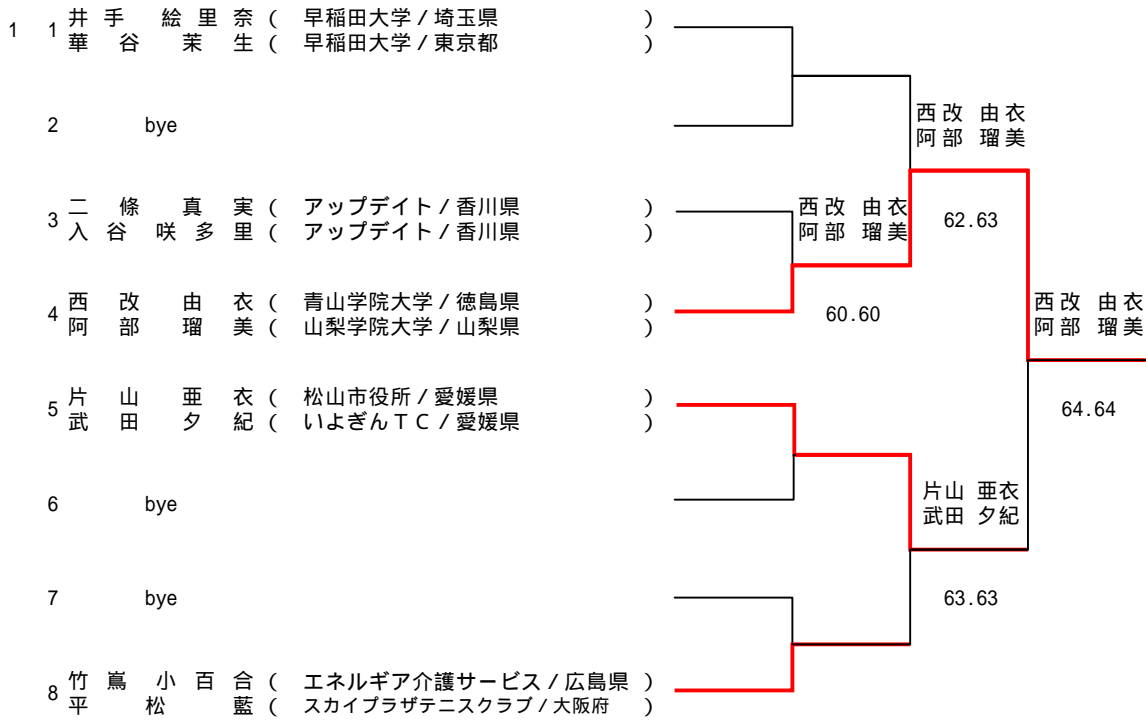 1 1 井手 絵里奈 ( 早稲田大学 / 埼玉県 )
華谷 茉生 ( 早稲田大学 / 東京都 )
西改 由衣
阿部 瑠美
2 bye
3 二條 真実 ( アップデイト / 香川県 )
入谷 咲多里 ( アップデイト / 香川県 )
西改 由衣
阿部 瑠美
62.63
4 西改 由衣 ( 青山学院大学 / 徳島県 )
阿部 瑠美 ( 山梨学院大学 / 山梨県 )
60.60
西改 由衣
阿部 瑠美
5 片山 亜衣 ( 松山市役所 / 愛媛県 )
武田 夕紀 ( いよぎんTC / 愛媛県 )
64.64
6 bye
片山 亜衣
武田 夕紀
7 bye
63.63
8 竹嶌 小百合 ( エネルギア介護サービス / 広島県 )
平松 藍 ( スカイプラザテニスクラブ / 大阪府 )